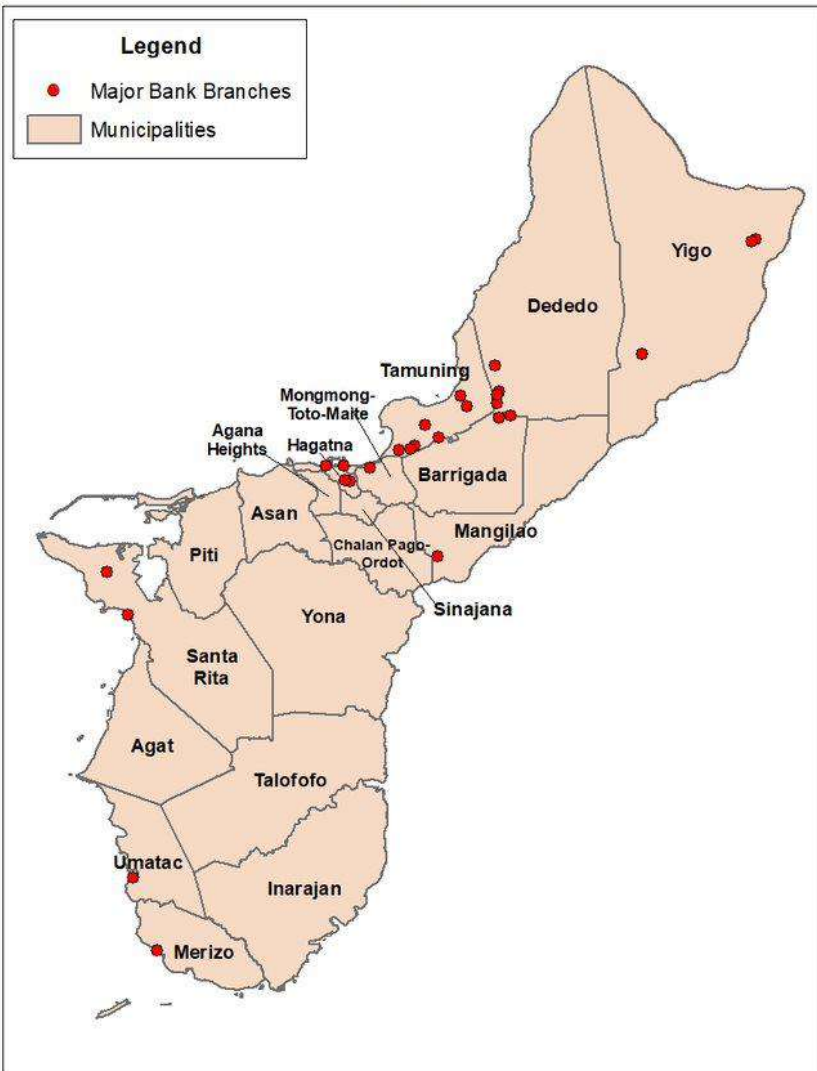 Legend
Major Bank Branches
Municipalities
Yigo
Dededo
Tamuning
Mongmong-
Toto-Maite
Agana
Heights
Hagatna
Barrigada
Asan
Mangilao
Chalan Pago-
Ordot
Piti
Sinajana
Yona
Santa
Rita
Agat
Talofofo
Umatac
Inarajan
Merizo